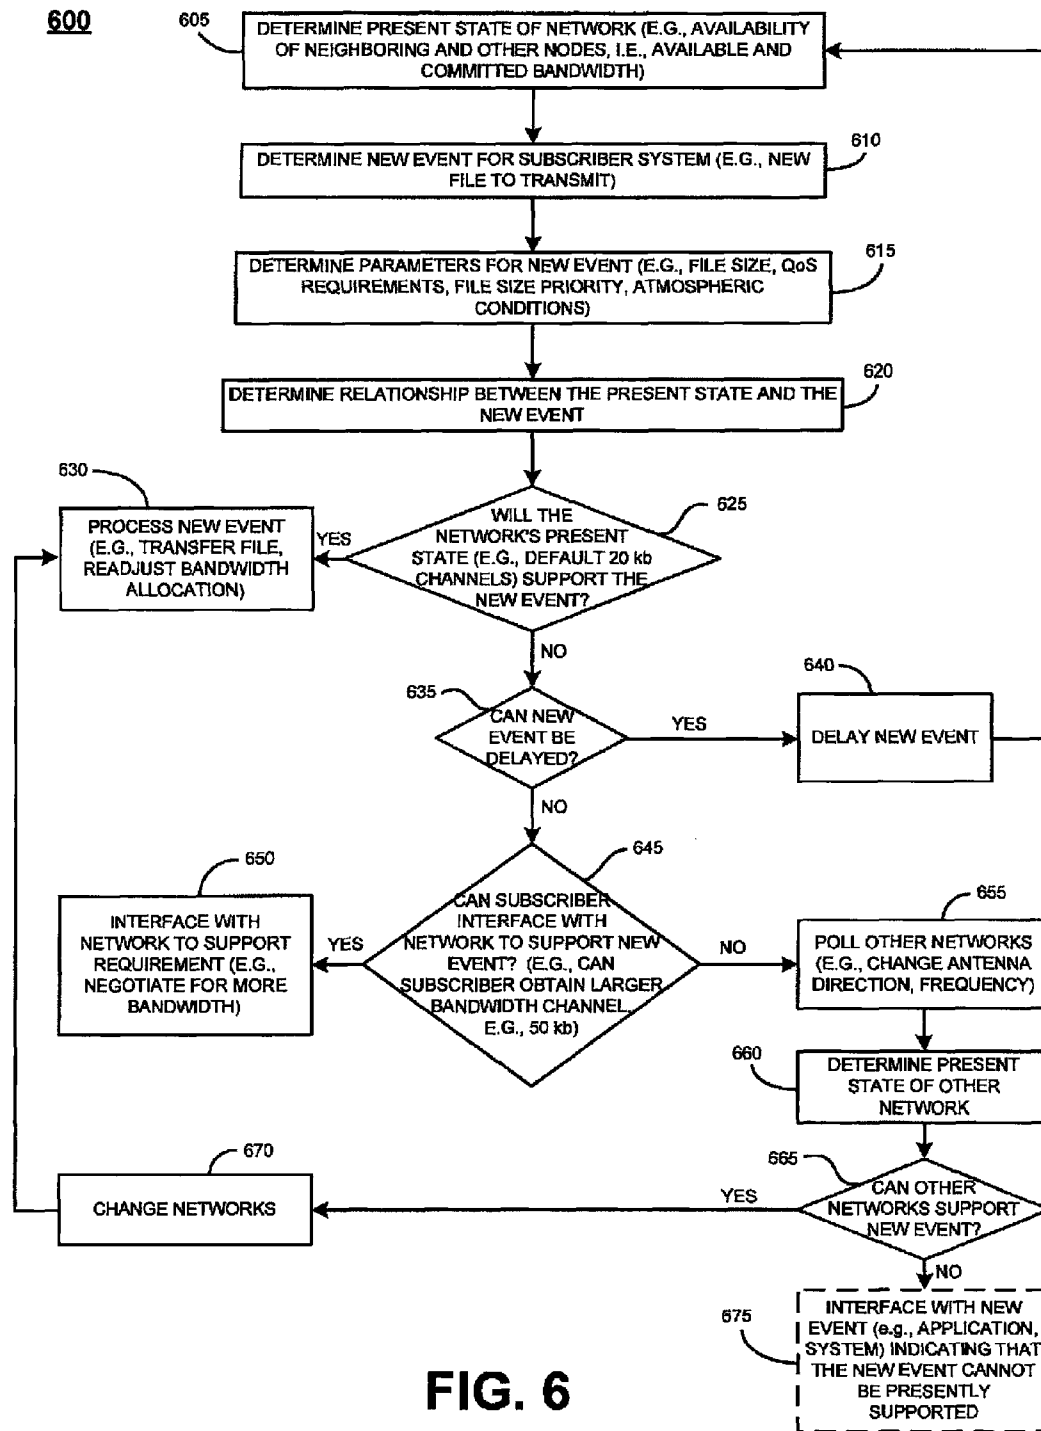 600
605
DETERMINE PRESENT STATE OF NETWORK (E.G., AVAILABILITY
OF NEIGHBORING AND OTHER NODES, I.E., AVAILABLE AND
COMMITTED BANDWIDTH)
610
DETERMINE NEW EVENT FOR SUBSCRIBER SYSTEM (E.G., NEW
FILE TO TRANSMIT)
615
DETERMINE PARAMETERS FOR NEW EVENT (E.G., FILE SIZE, QoS
REQUIREMENTS, FILE SIZE PRIORITY, ATMOSPHERIC
CONDITIONS)
620
DETERMINE RELATIONSHIP BETWEEN THE PRESENT STATE AND THE
NEW EVENT
630
PROCESS NEW EVENT
(E.G., TRANSFER FILE,
READJUST BANDWIDTH
ALLOCATION)
YES
625
WILL THE
NETWORK'S PRESENT
STATE (E.G., DEFAULT 20 kb
CHANNELS) SUPPORT THE
NEW EVENT?
NO
635
CAN NEW
EVENT BE
DELAYED?
YES
640
DELAY NEW EVENT
NO
650
INTERFACE WITH
NETWORK TO SUPPORT
REQUIREMENT (E.G.,
NEGOTIATE FOR MORE
BANDWIDTH)
YES
645
CAN SUBSCRIBER
INTERFACE WITH
NETWORK TO SUPPORT NEW
EVENT? (E.G., CAN
SUBSCRIBER OBTAIN LARGER
BANDWIDTH CHANNEL,
E.G., 50 kb)
NO
655
POLL OTHER NETWORKS
(E.G., CHANGE ANTENNA
DIRECTION, FREQUENCY)
660
DETERMINE PRESENT
STATE OF OTHER
NETWORK
670
CHANGE NETWORKS
YES
665
CAN OTHER
NETWORKS SUPPORT
NEW EVENT?
NO
675
INTERFACE WITH NEW
EVENT (e.g., APPLICATION,
SYSTEM) INDICATING THAT
THE NEW EVENT CANNOT
BE PRESENTLY
SUPPORTED
FIG. 6